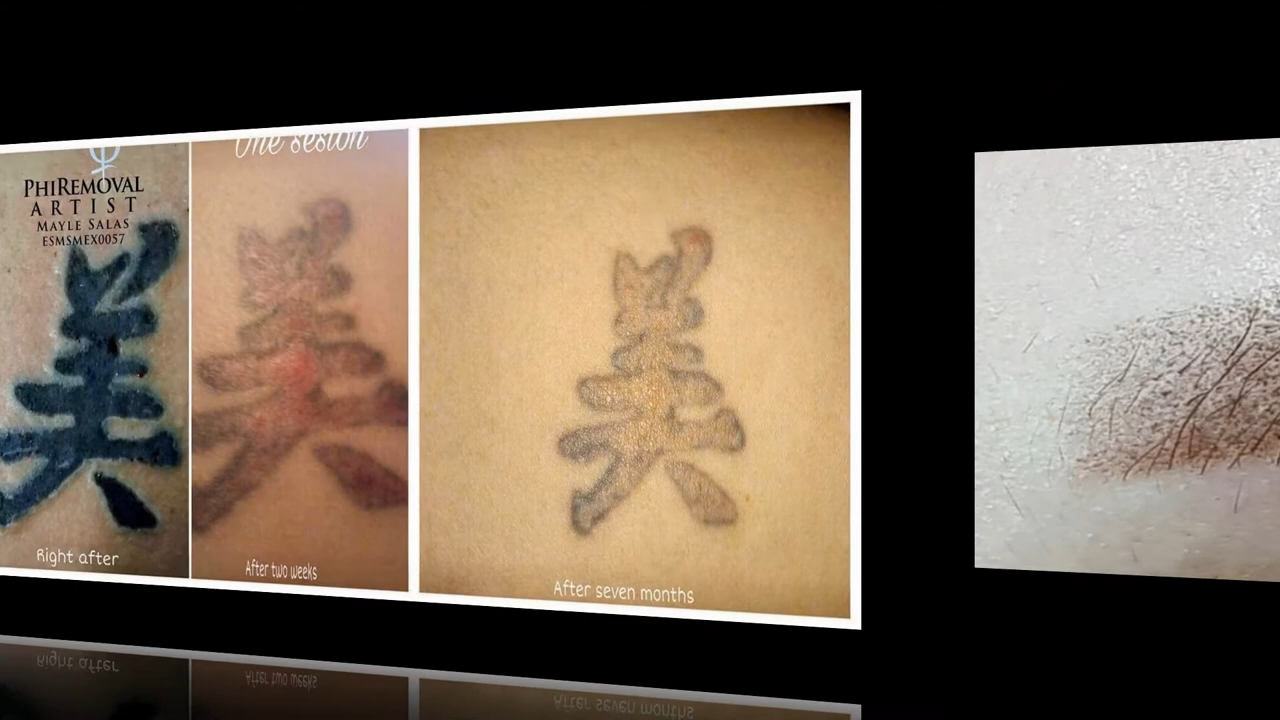 PHIREMOVAL
ARTIST
MAYLE SALAS
ESMSMEX0057
美
Right after
One sesion
美
After two weeks
美
After seven months